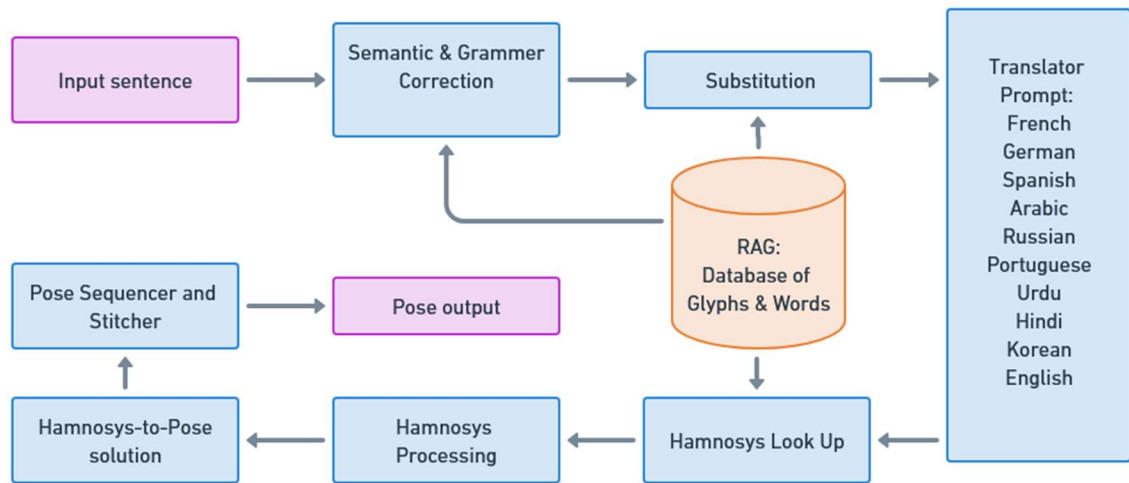 Input sentence
Semantic & Grammer
Correction
Substitution
Translator
Prompt:
French
German
Spanish
Arabic
Russian
Portuguese
Urdu
Hindi
Korean
English
RAG:
Database of
Glyphs & Words
Pose Sequencer and
Stitcher
Pose output
Hamnosys-to-Pose
solution
Hamnosys
Processing
Hamnosys Look Up